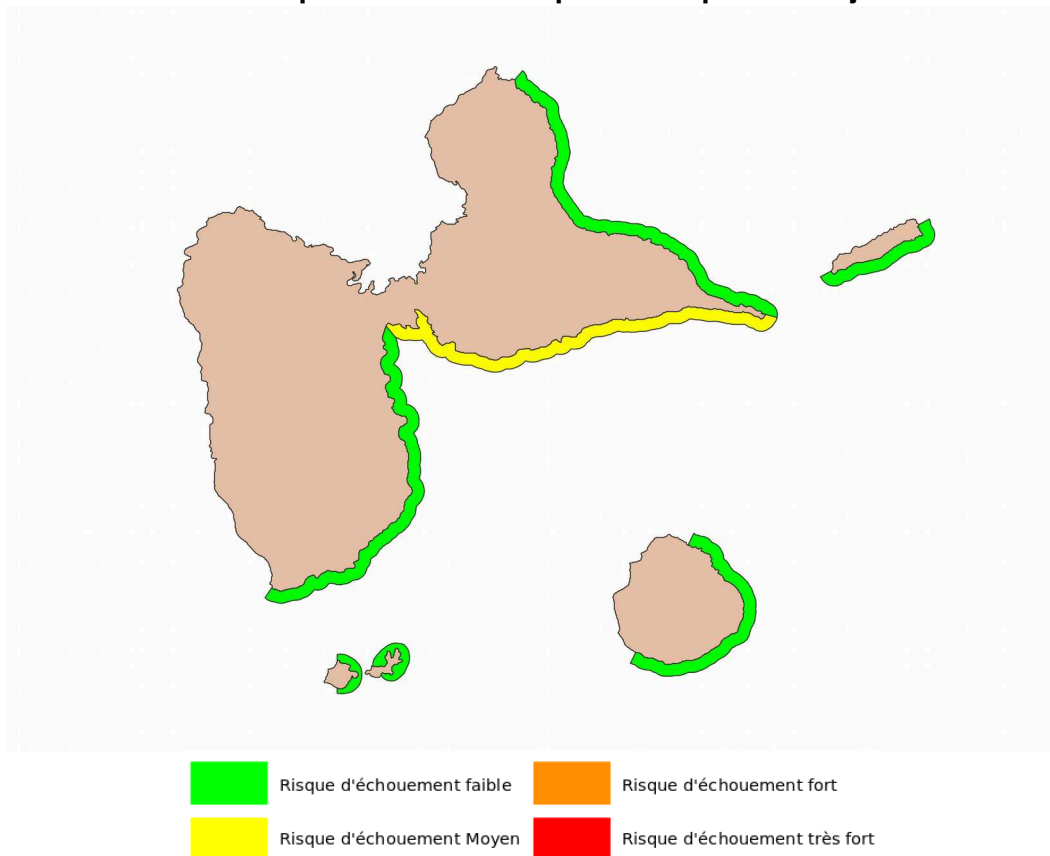 Risque d'échouement faible
Risque d'échouement fort
Risque d'échouement Moyen
Risque d'échouement très fort